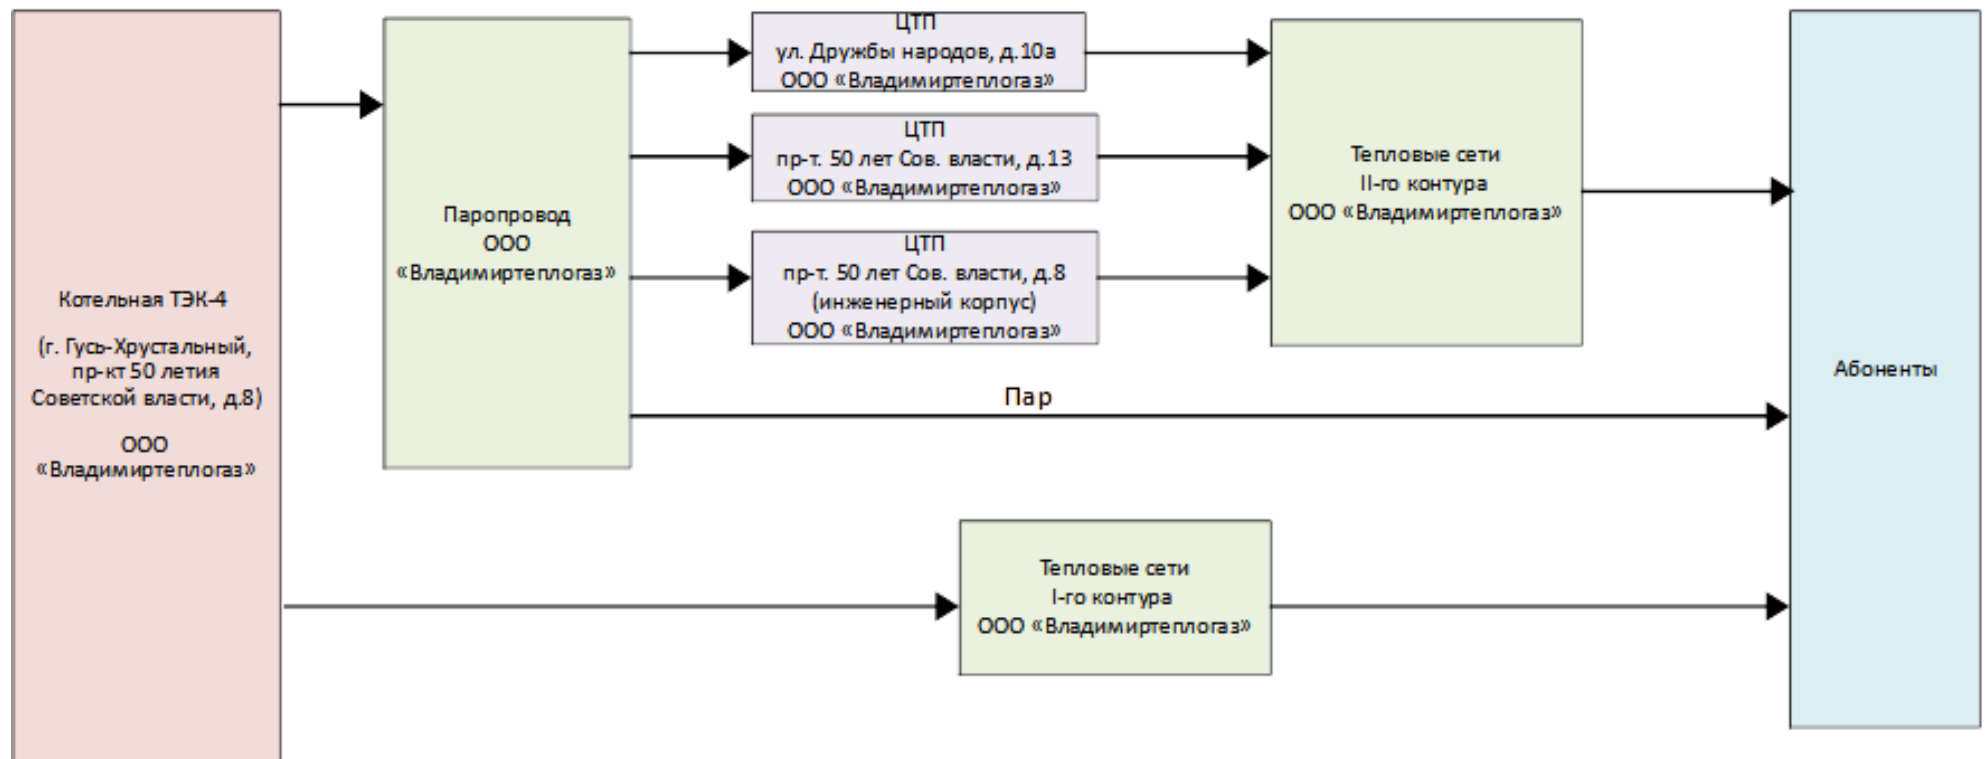 Котельная ТЭК-4
(г. Гусь-Хрустальный,
пр-кт 50 летия
Советской власти, д.8)
ООО
«Владимиртеплогаз»
Паропровод
ООО
«Владимиртеплогаз»
ЦТП
ул. Дружбы народов, д.10а
ООО «Владимиртеплогаз»
ЦТП
пр-т. 50 лет Сов. власти, д.13
ООО «Владимиртеплогаз»
ЦТП
пр-т. 50 лет Сов. власти, д.8
(инженерный корпус)
ООО «Владимиртеплогаз»
Тепловые сети
II-го контура
ООО «Владимиртеплогаз»
Пар
Тепловые сети
I-го контура
ООО «Владимиртеплогаз»
Абоненты